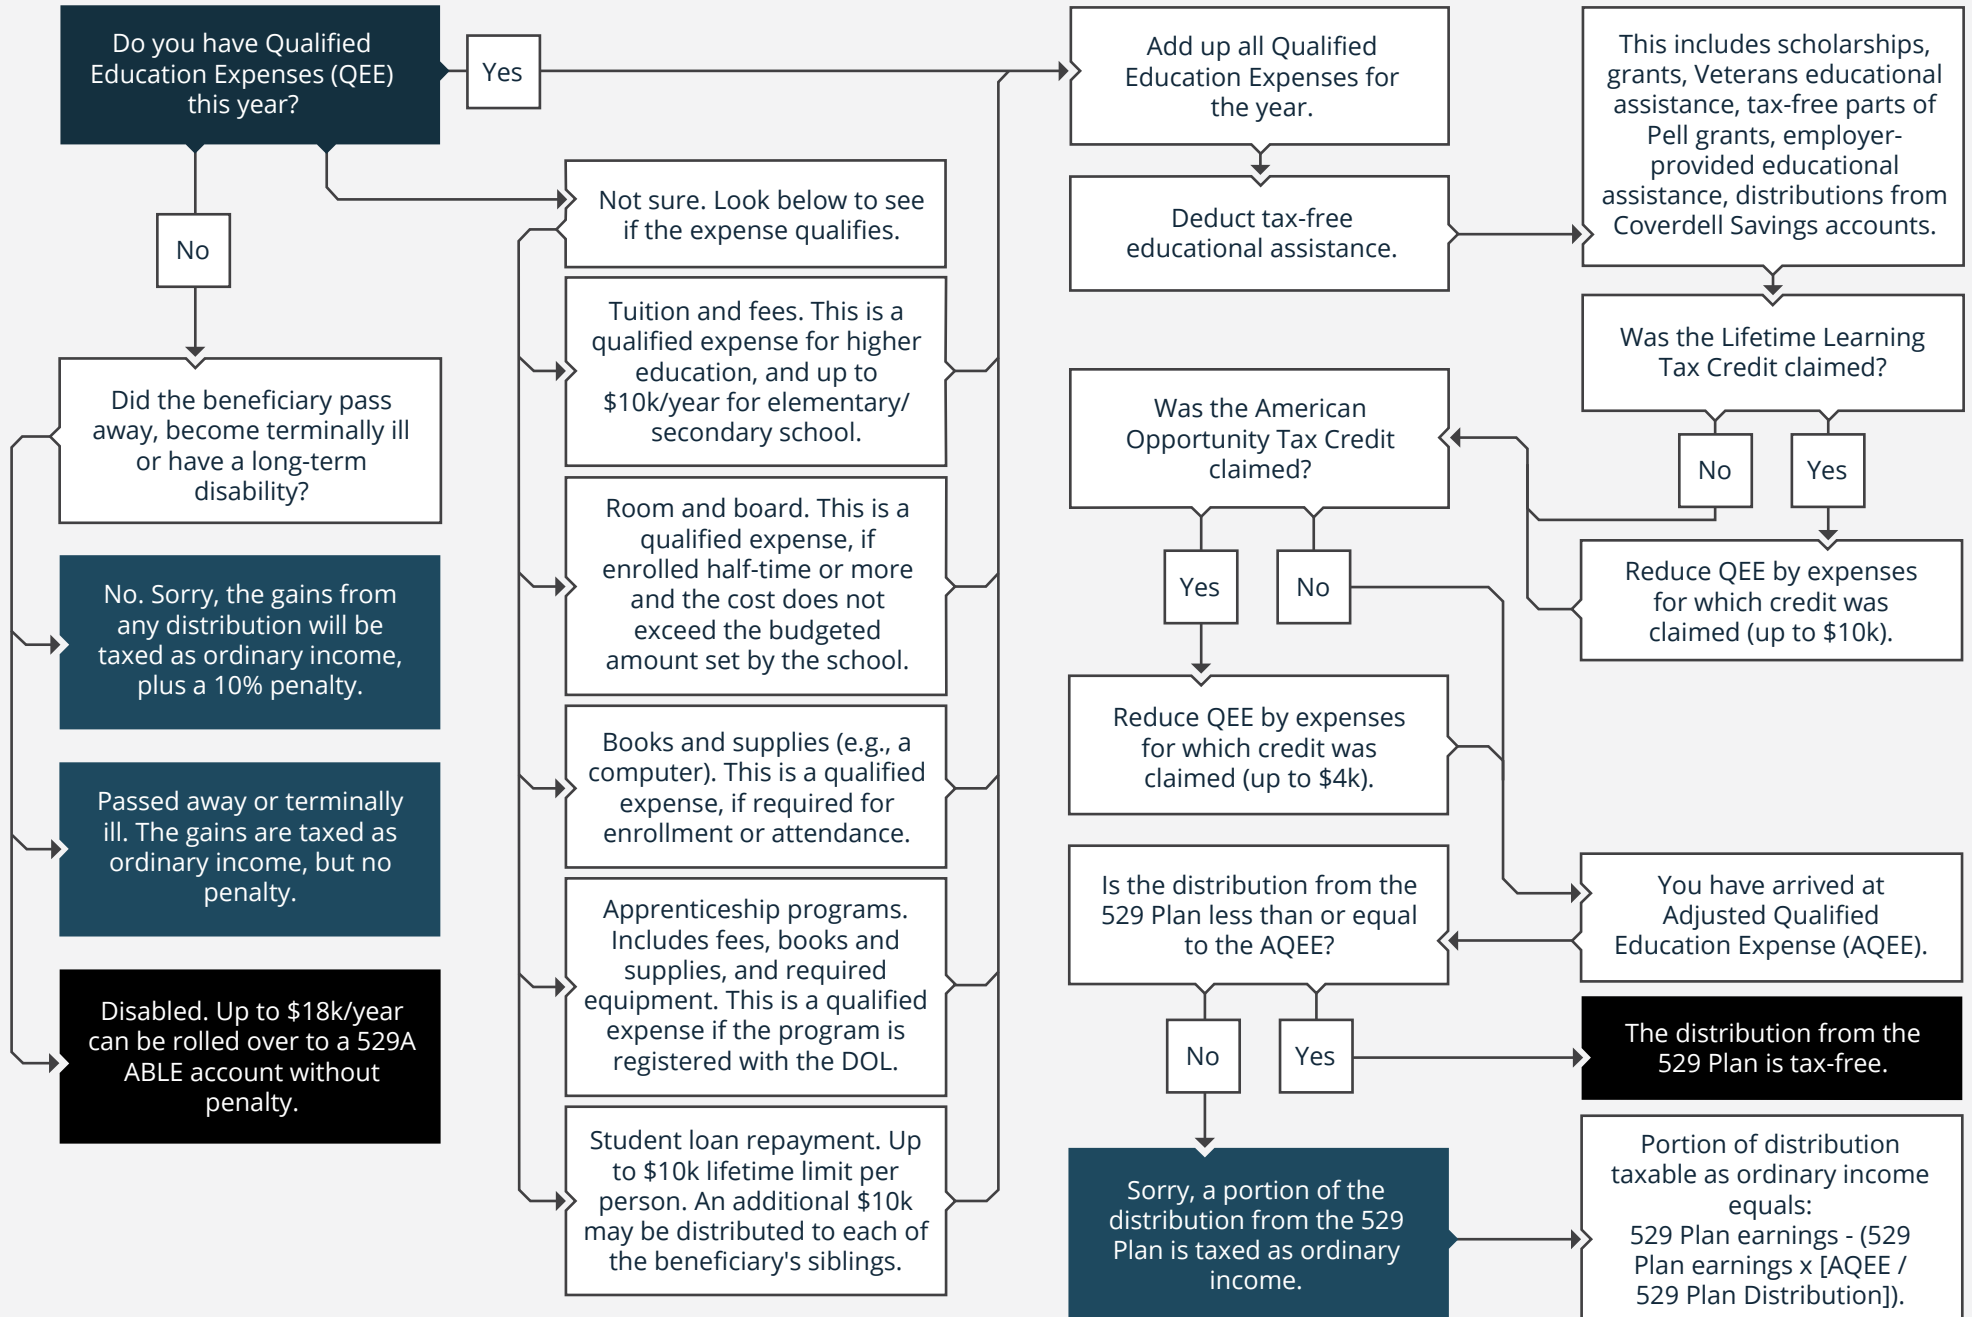 Do you have Qualified
Education Expenses (QEE)
this year?
Yes
No
Did the beneficiary pass
away, become terminally ill
or have a long-term
disability?
No. Sorry, the gains from
any distribution will be
taxed as ordinary income,
plus a 10% penalty.
Passed away or terminally
ill. The gains are taxed as
ordinary income, but no
penalty.
Disabled. Up to $18k/year
can be rolled over to a 529A
ABLE account without
penalty.
Not sure. Look below to see
if the expense qualifies.
Tuition and fees. This is a
qualified expense for higher
education, and up to
$10k/year for elementary/
secondary school.
Room and board. This is a
qualified expense, if
enrolled half-time or more
and the cost does not
exceed the budgeted
amount set by the school.
Books and supplies (e.g., a
computer). This is a qualified
expense, if required for
enrollment or attendance.
Apprenticeship programs.
Includes fees, books and
supplies, and required
equipment. This is a qualified
expense if the program is
registered with the DOL.
Student loan repayment. Up
to $10k lifetime limit per
person. An additional $10k
may be distributed to each of
the beneficiary's siblings.
Add up all Qualified
Education Expenses for
the year.
Deduct tax-free
educational assistance.
This includes scholarships,
grants, Veterans educational
assistance, tax-free parts of
Pell grants, employer-
provided educational
assistance, distributions from
Coverdell Savings accounts.
Was the Lifetime Learning
Tax Credit claimed?
No
Yes
Reduce QEE by expenses
for which credit was
claimed (up to $10k).
Was the American
Opportunity Tax Credit
claimed?
Yes
No
Reduce QEE by expenses
for which credit was
claimed (up to $4k).
You have arrived at
Adjusted Qualified
Education Expense (AQEE).
Is the distribution from the
529 Plan less than or equal
to the AQEE?
No
Yes
The distribution from the
529 Plan is tax-free.
Sorry, a portion of the
distribution from the 529
Plan is taxed as ordinary
income.
Portion of distribution
taxable as ordinary income
equals:
529 Plan earnings - (529
Plan earnings x [AQEE /
529 Plan Distribution]).